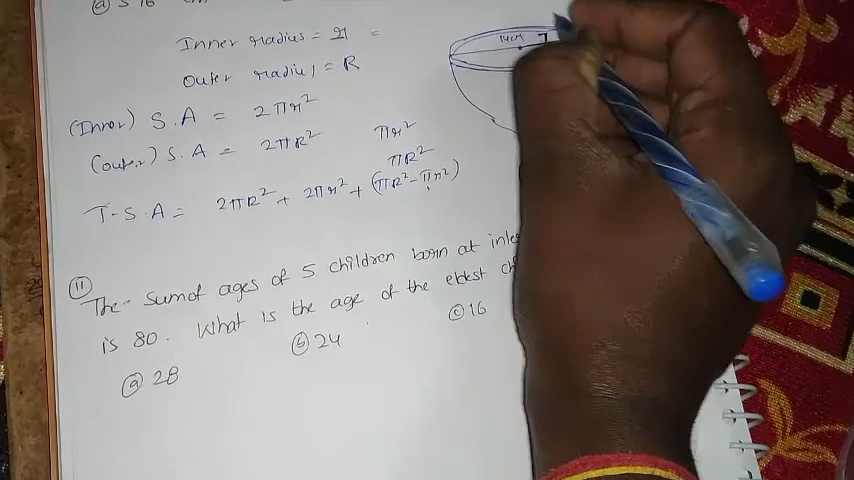 Inner radius = r =
Outer radius = R
14cm 7
(Inner) S.A = 2πr²
(outer) S.A = 2πR²
πr²
πR²
T.S.A = 2πR² + 2πr² + (πR² - πr²)
11 The sum of ages of 5 children born at
is 80. What is the age of the eldest
a 28 b 24 c 16